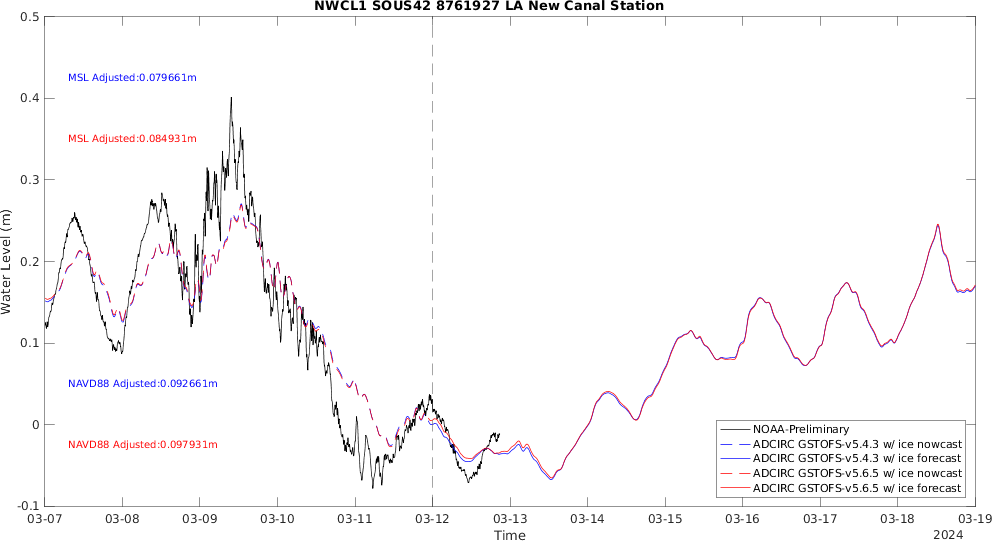 NWCL1 SOUS42 8761927 LA New Canal Station
0.5
0.4
0.3
0.2
0.1
0
-0.1
Water Level (m)
MSL Adjusted:0.079661m
MSL Adjusted:0.084931m
NAVD88 Adjusted:0.092661m
NAVD88 Adjusted:0.097931m
NOAA-Preliminary
ADCIRC GSTOFS-v5.4.3 w/ ice nowcast
ADCIRC GSTOFS-v5.4.3 w/ ice forecast
ADCIRC GSTOFS-v5.6.5 w/ ice nowcast
ADCIRC GSTOFS-v5.6.5 w/ ice forecast
03-07 03-08 03-09 03-10 03-11 03-12 03-13 03-14 03-15 03-16 03-17 03-18 03-19
Time
2024